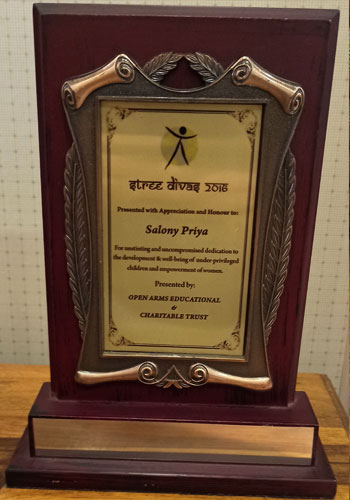 Stree Divas 2016
Presented with Appreciation and Honour to:
Salony Priya
For unstinting and uncompromised dedication to
the development & well-being of under-privileged
children and empowerment of women.
Presented by:
OPEN ARMS EDUCATIONAL
&
CHARITABLE TRUST